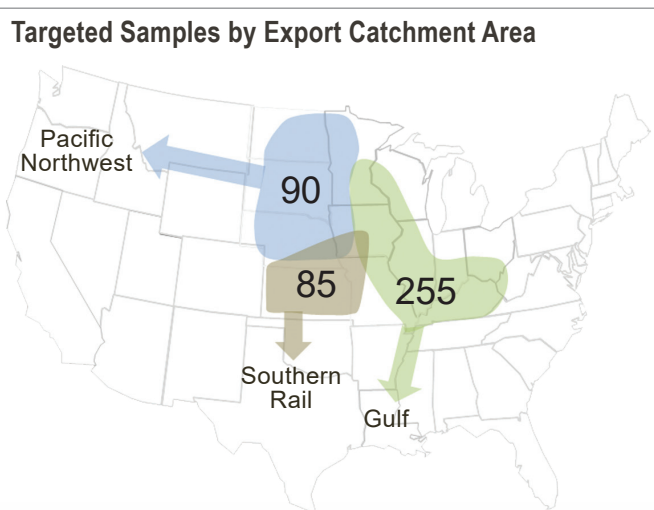 Targeted Samples by Export Catchment Area
Pacific
Northwest
90
85
255
Southern
Rail
Gulf